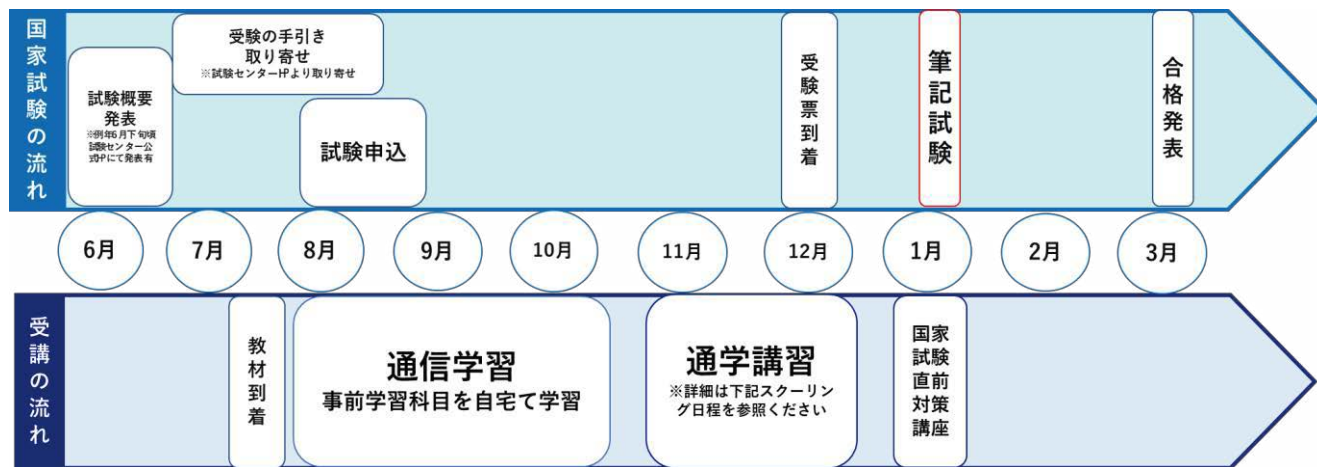 国家試験の流れ
試験概要
発表
※例年6月下旬頃
試験センター公
式HPにて発表有
受験の手引き
取り寄せ
※試験センターHPより取り寄せ
試験申込
受験票到着
筆記試験
合格発表
6月
7月
8月
9月
10月
11月
12月
1月
2月
3月
受講の流れ
教材到着
通信学習
事前学習科目を自宅て学習
通学講習
※詳細は下記スクーリン
グ日程を参照ください
国家
試験
直前
対策
講座